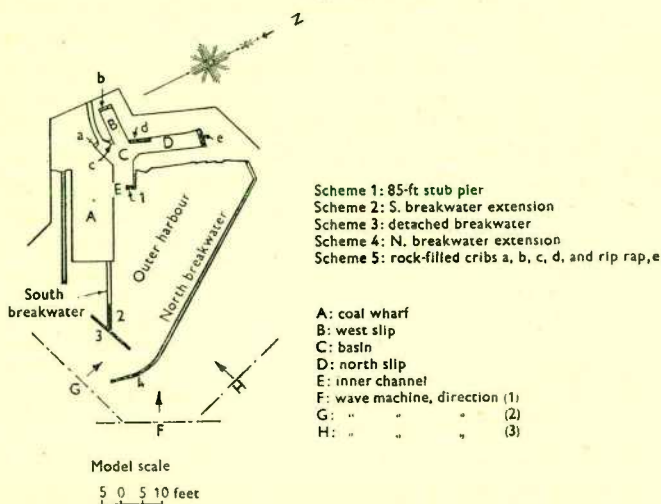 N
b
B
d
a
D
e
c
C
E
1
A
Outer harbour
North breakwater
South
breakwater
2
3
4
G
H
F
Model scale
5 0 5 10 feet
Scheme 1: 85-ft stub pier
Scheme 2: S. breakwater extension
Scheme 3: detached breakwater
Scheme 4: N. breakwater extension
Scheme 5: rock-filled cribs a, b, c, d, and rip rap,e
A: coal wharf
B: west slip
C: basin
D: north slip
E: inner channel
F: wave machine, direction (1)
G: " " " (2)
H: " " " (3)